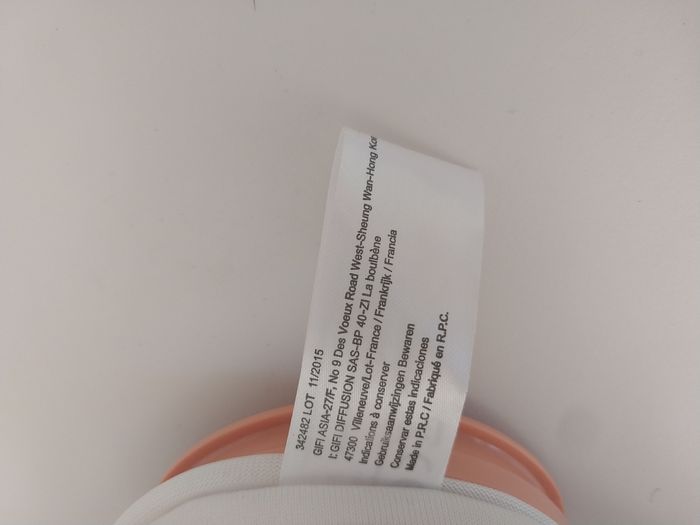 342482 LOT 11/2015
GIFI ASIA-27/F, No 9 Des Voeux Road West-Sheung Wan-Hong Kon
I: GIFI DIFFUSION SAS-BP 40-ZI La boulbène
47300 Villeneuve/Lot-France / Frankrijk / Francia
Indications à conserver
Gebruiksaanwijzingen Bewaren
Conservar estas indicaciones
Made in P.R.C / Fabriqué en R.P.C.